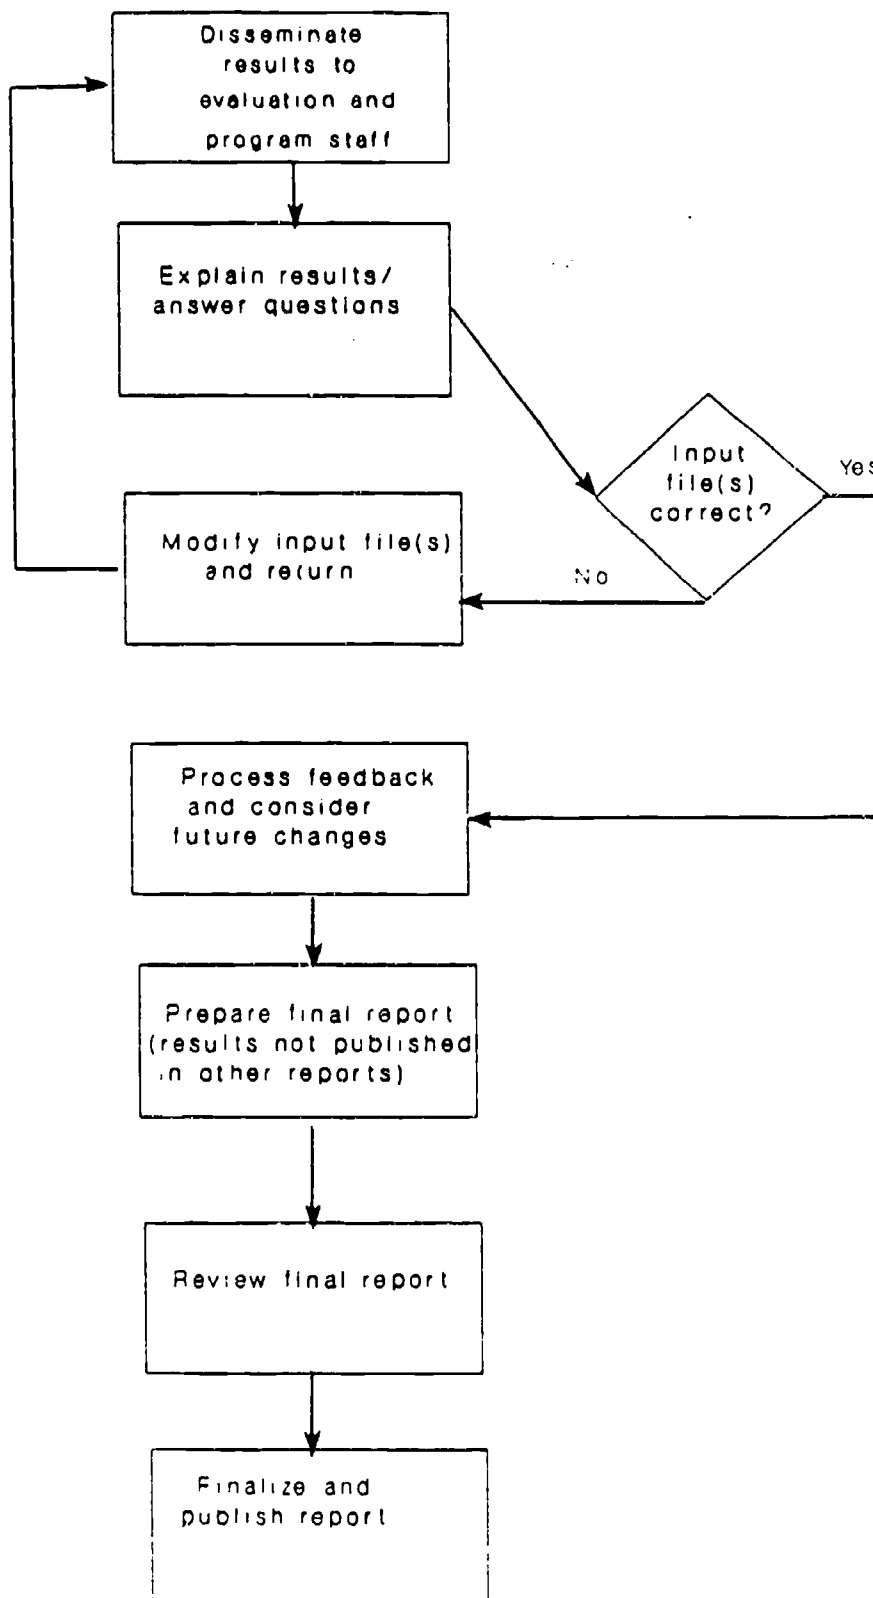 Disseminate
results to
evaluation and
program staff
Explain results/
answer questions
Input
file(s)
correct?
Yes
No
Modify input file(s)
and return
Process feedback
and consider
future changes
Prepare final report
(results not published
in other reports)
Review final report
Finalize and
publish report